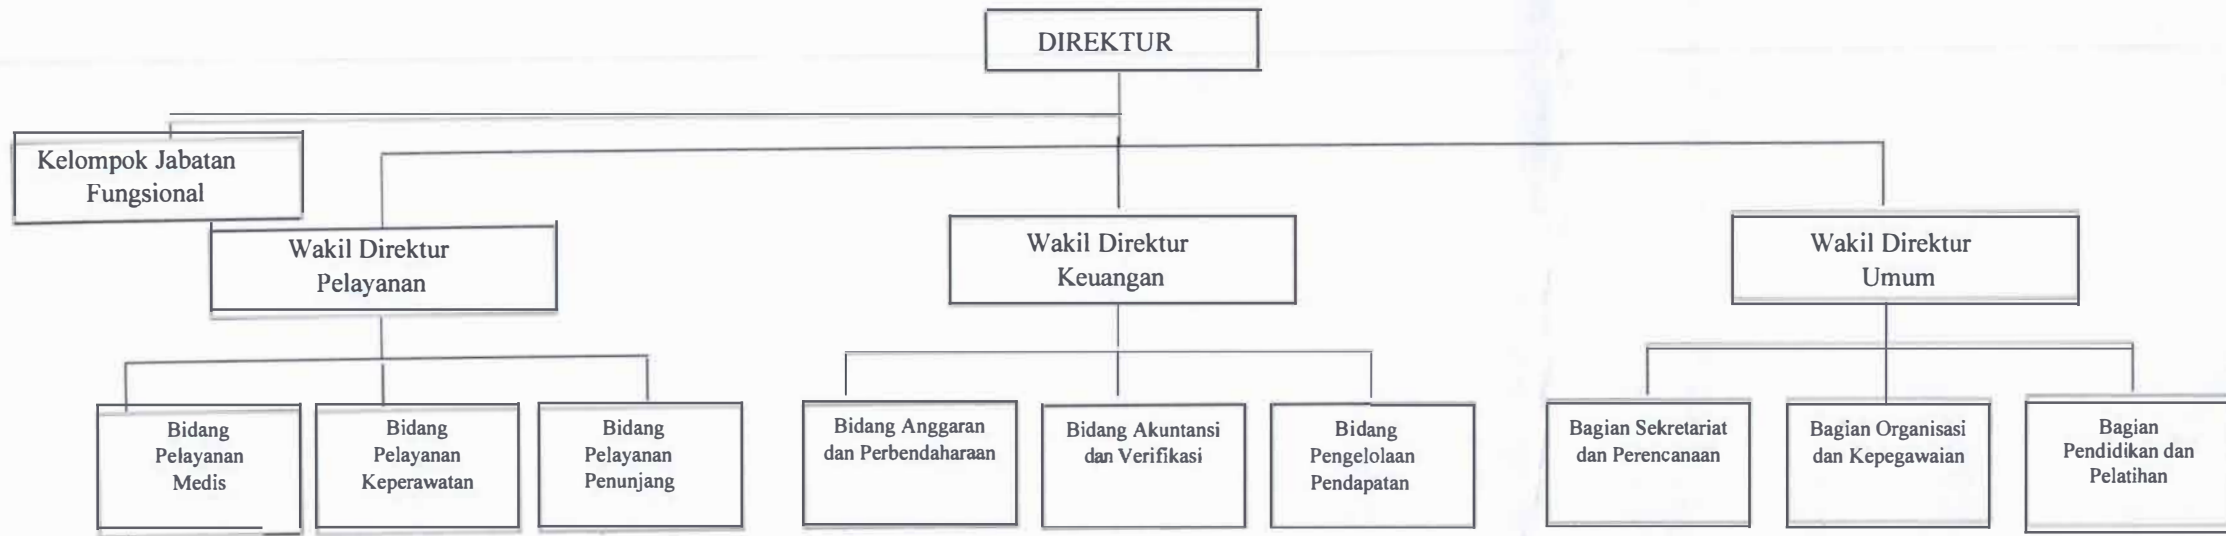 DIREKTUR
Kelompok Jabatan
Fungsional
Wakil Direktur
Pelayanan
Wakil Direktur
Keuangan
Wakil Direktur
Umum
Bidang
Pelayanan
Medis
Bidang
Pelayanan
Keperawatan
Bidang
Pelayanan
Penunjang
Bidang Anggaran
dan Perbendaharaan
Bidang Akuntansi
dan Verifikasi
Bidang
Pengelolaan
Pendapatan
Bagian Sekretariat
dan Perencanaan
Bagian Organisasi
dan Kepegawaian
Bagian
Pendidikan dan
Pelatihan